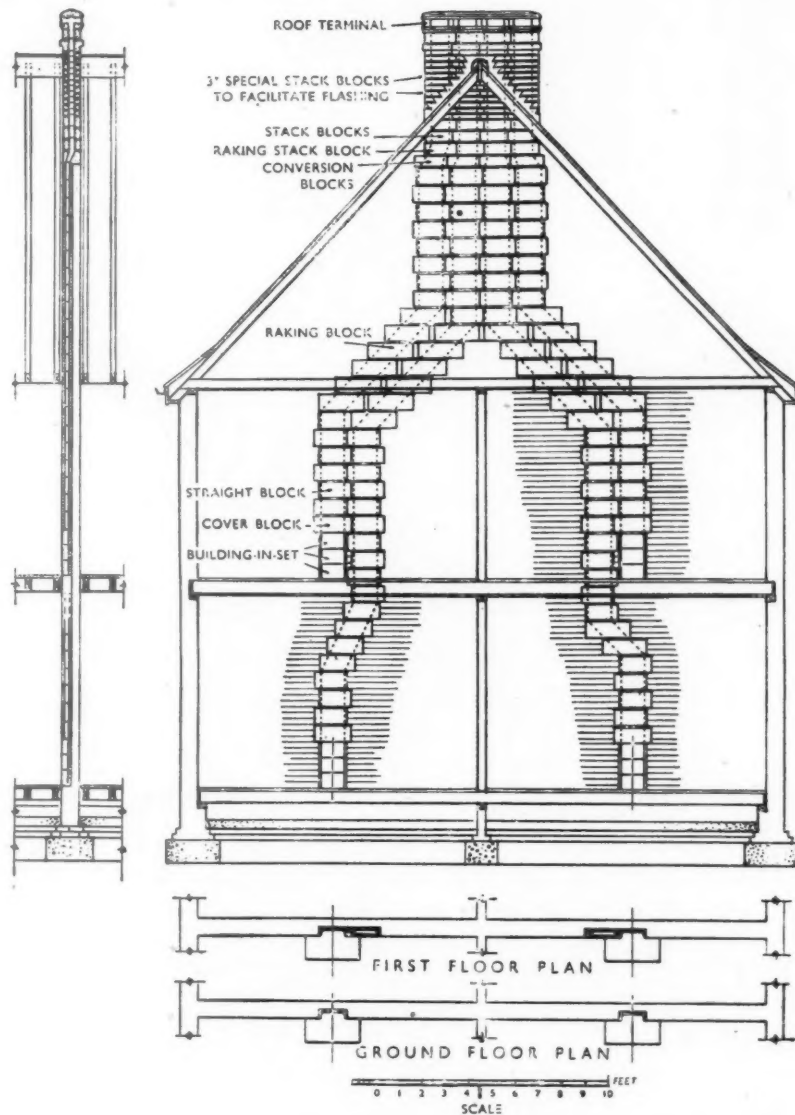 ROOF TERMINAL
3" SPECIAL STACK BLOCKS
TO FACILITATE FLASHING
STACK BLOCKS
RAKING STACK BLOCK
CONVERSION
BLOCKS
RAKING BLOCK
STRAIGHT BLOCK
COVER BLOCK
BUILDING-IN-SET
FIRST FLOOR PLAN
GROUND FLOOR PLAN
FEET
0 1 2 3 4 5 6 7 8 9 10
SCALE